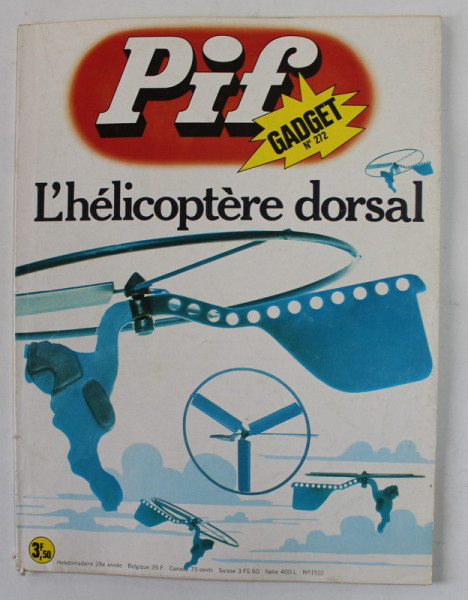 Pif
GADGET
N° 272
L'hélicoptère dorsal
3F,50
Hebdomadaire 28e année Belgique 35 F Canada 75 cents Suisse 3 FS 50 Italie 400 L N° 1510